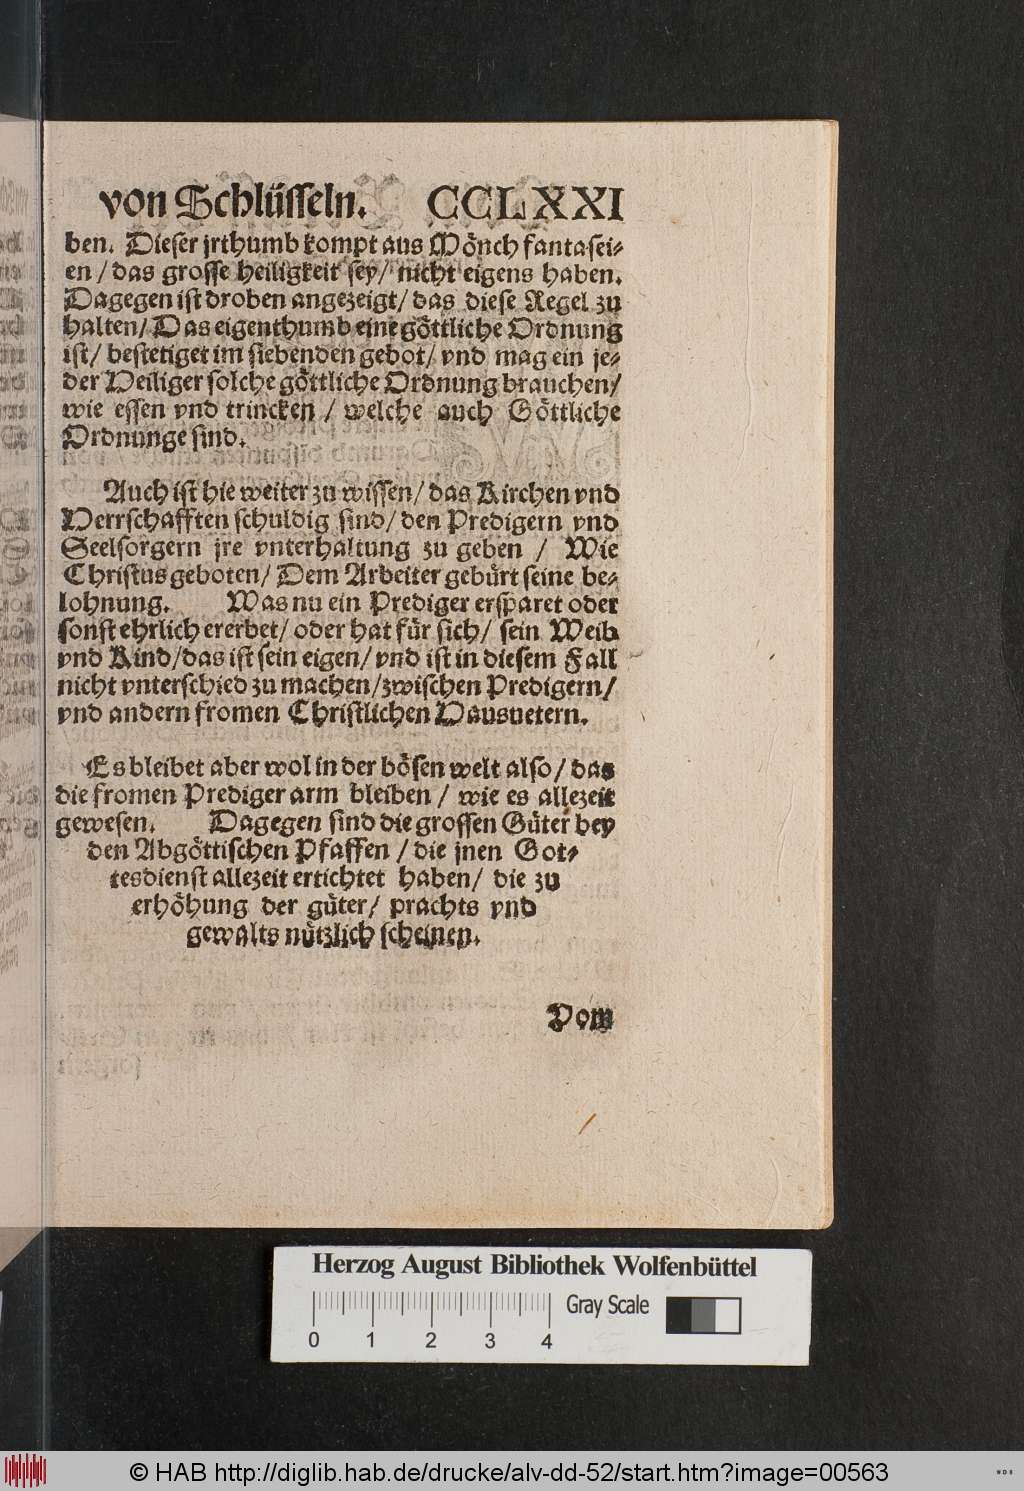 von Schlüsseln. CCLXXI
ben. Dieser jrthumb kompt aus Mönch fantasei-
en / das grosse heiligkeit sey / nicht eigens haben.
Dagegen ist droben angezeigt / das diese Regel zu
halten / Das eigenthumb eine göttliche Ordnung
ist / bestetiget im siebenden gebot / vnd mag ein je-
der Heiliger solche göttliche Ordnung brauchen /
wie essen vnd trincken / welche auch Göttliche
Ordnunge sind.
Auch ist hie weiter zu wissen / das Kirchen vnd
Herrschafften schuldig sind / den Predigern vnd
Seelsorgern jre vnterhaltung zu geben / Wie
Christus geboten / Dem Arbeiter gebürt seine be-
lohnung. Was nu ein Prediger ersparet oder
sonst ehrlich ererbet / oder hat für sich / sein Weib
vnd Kind / das ist sein eigen / vnd ist in diesem Fall
nicht vnterschied zu machen / zwischen Predigern /
vnd andern fromen Christlichen Hausuetern.
Es bleibet aber wol in der bösen welt also / das
die fromen Prediger arm bleiben / wie es allezeit
gewesen. Dagegen sind die grossen Güter bey
den Abgöttischen Pfaffen / die jnen Got-
tesdienst allezeit ertichtet haben / die zu
erhöhung der güter / prachts vnd
gewalts nützlich scheinen.
Vom
Herzog August Bibliothek Wolfenbüttel
Gray Scale
0 1 2 3 4
© HAB http://diglib.hab.de/drucke/alv-dd-52/start.htm?image=00563